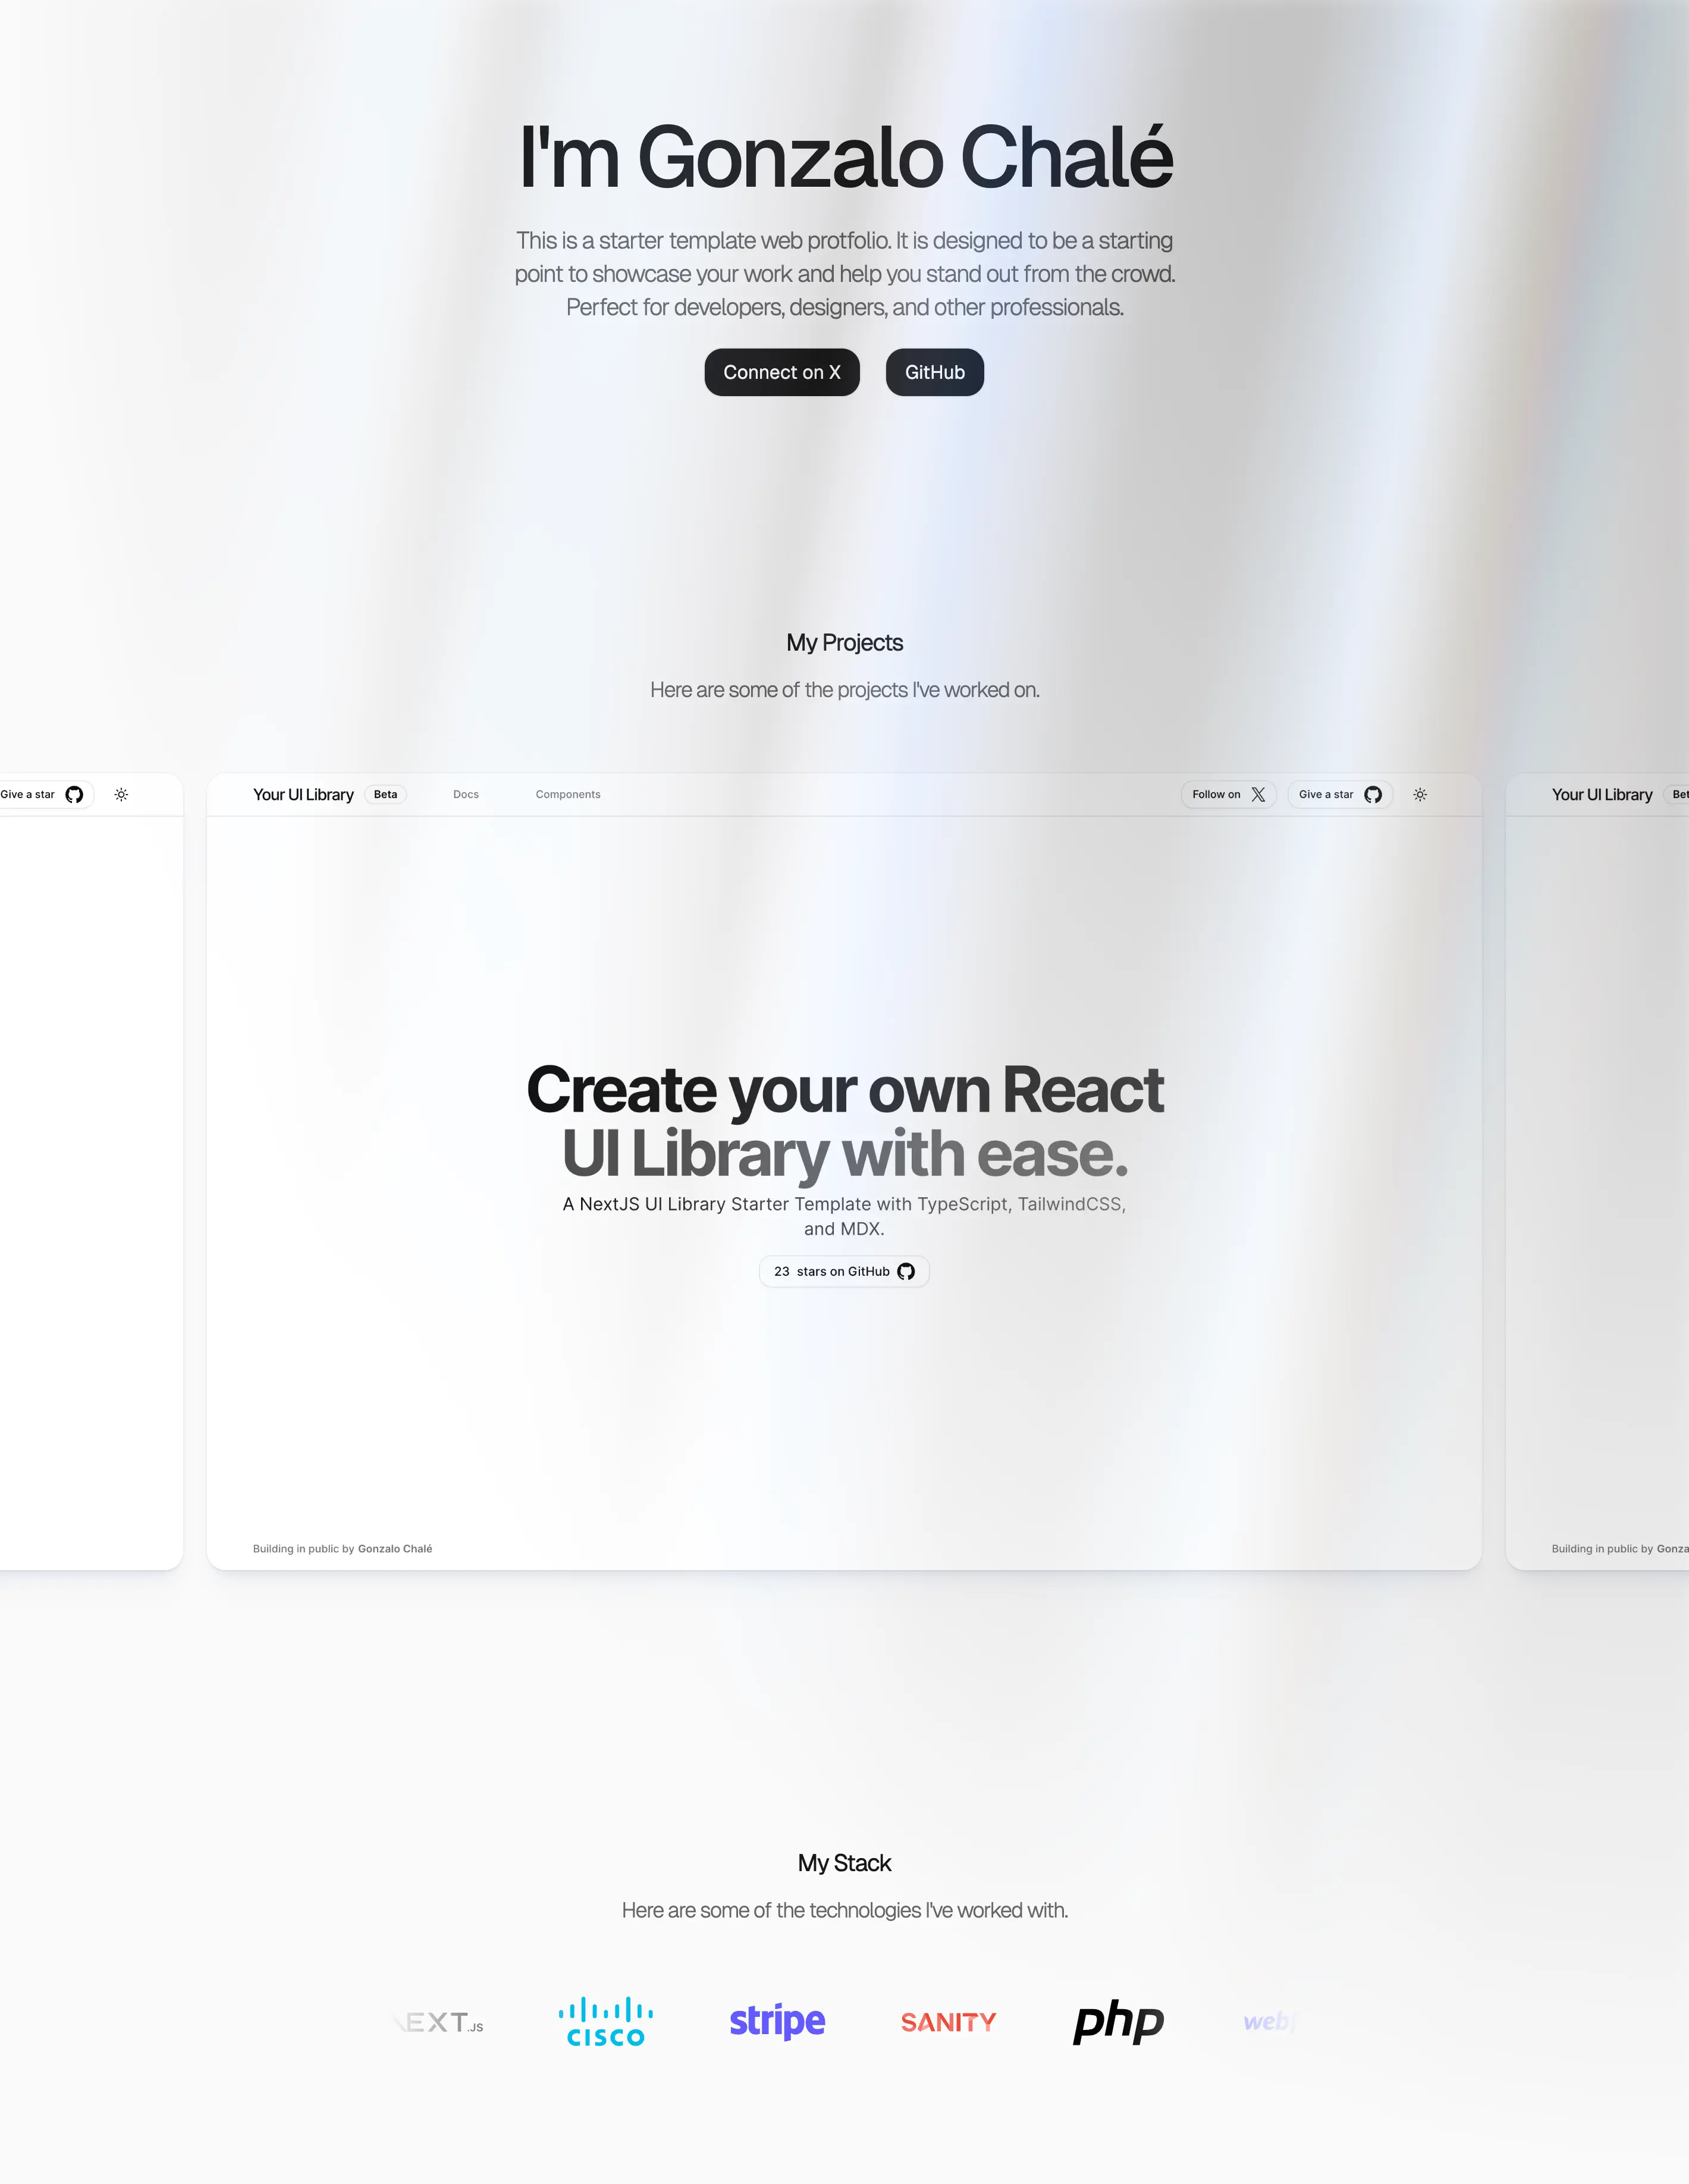 I'm Gonzalo Chalé
This is a starter template web protfolio. It is designed to be a starting
point to showcase your work and help you stand out from the crowd.
Perfect for developers, designers, and other professionals.
Connect on X
GitHub
My Projects
Here are some of the projects I've worked on.
Give a star
Your UI Library
Beta
Docs
Components
Follow on X
Give a star
Your UI Library
Create your own React
UI Library with ease.
A NextJS UI Library Starter Template with TypeScript, TailwindCSS,
and MDX.
23 stars on GitHub
Building in public by Gonzalo Chalé
Building in public by
My Stack
Here are some of the technologies I've worked with.
EXT.JS
CISCO
stripe
SANITY
php
web